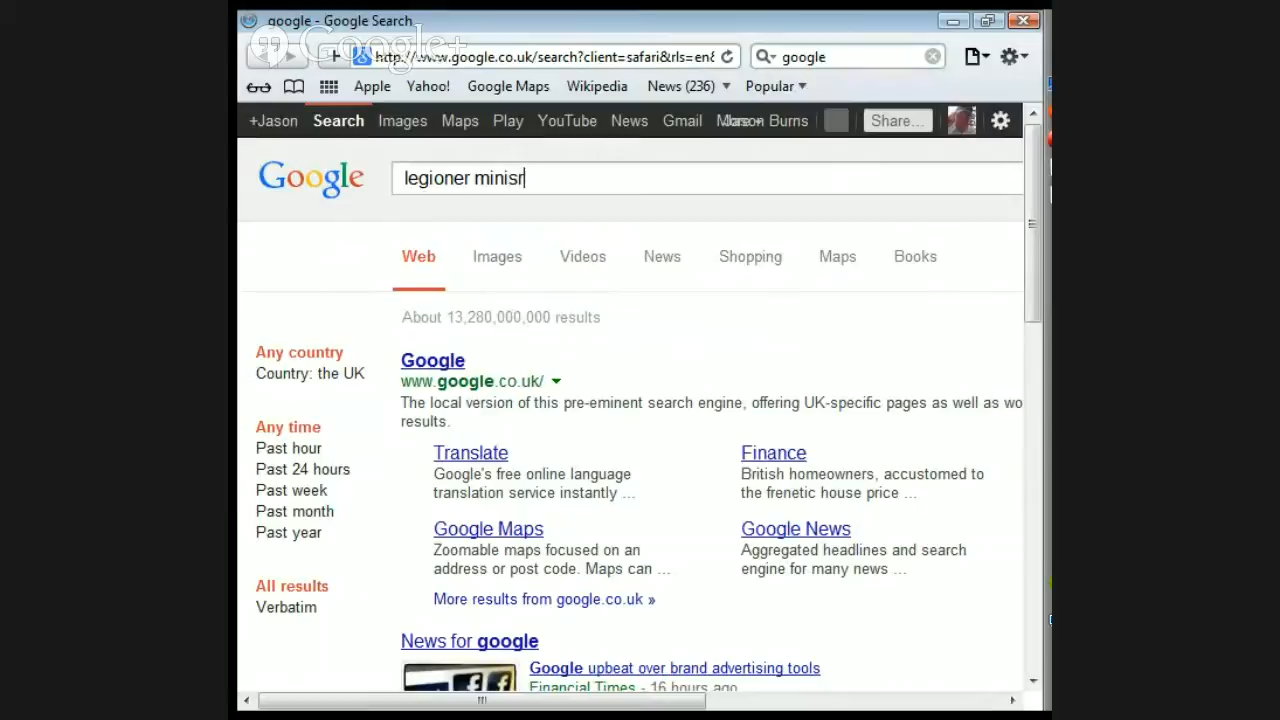 google - Google Search
Google+
http://www.google.co.uk/search?client=safari&rls=en&
google
Apple Yahoo! Google Maps Wikipedia News (236) Popular
+Jason Search Images Maps Play YouTube News Gmail More Jason Burns Share...
Google
legioner minisr
Web Images Videos News Shopping Maps Books
About 13,280,000,000 results
Any country
Country: the UK
Any time
Past hour
Past 24 hours
Past week
Past month
Past year
All results
Verbatim
Google
www.google.co.uk/
The local version of this pre-eminent search engine, offering UK-specific pages as well as wo
results.
Translate
Google's free online language
translation service instantly ...
Finance
British homeowners, accustomed to
the frenetic house price ...
Google Maps
Zoomable maps focused on an
address or post code. Maps can ...
Google News
Aggregated headlines and search
engine for many news ...
More results from google.co.uk »
News for google
Google upbeat over brand advertising tools
Financial Times - 16 hours ago